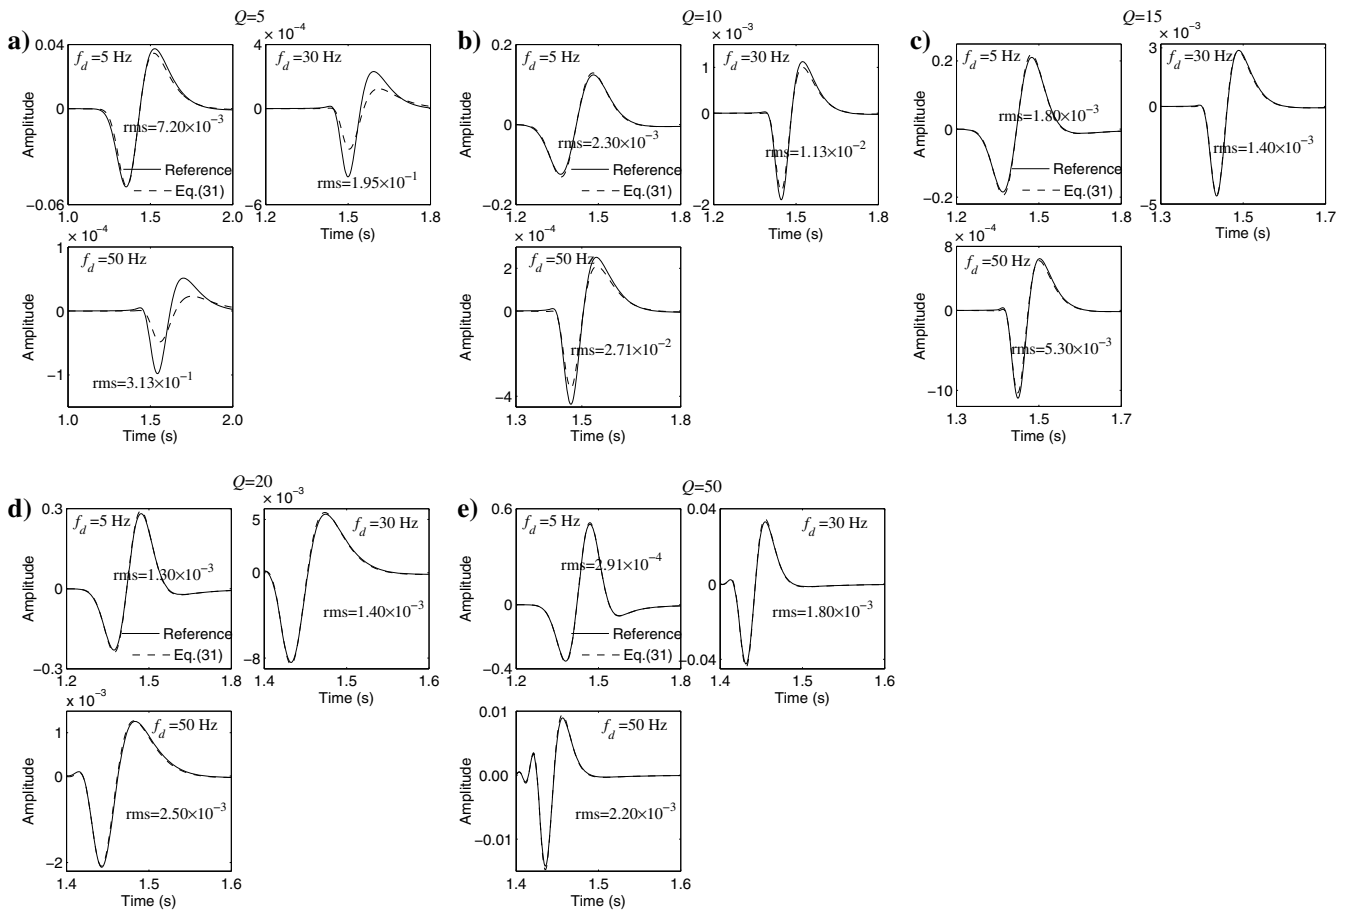 a)
Q=5
0.04
0
−0.06
1.0
1.5
2.0
Amplitude
f_d=5 Hz
rms=7.20×10⁻³
Reference
Eq.(31)
× 10⁻⁴
4
0
−6
1.2
1.5
1.8
Time (s)
f_d=30 Hz
rms=1.95×10⁻¹
× 10⁻⁴
1
0
−1
1.0
1.5
2.0
Amplitude
Time (s)
f_d=50 Hz
rms=3.13×10⁻¹
b)
Q=10
0.2
0
−0.2
1.2
1.5
1.8
Amplitude
f_d=5 Hz
rms=2.30×10⁻³
× 10⁻³
1
0
−2
1.2
1.5
1.8
Time (s)
f_d=30 Hz
rms=1.13×10⁻²
× 10⁻⁴
2
0
−4
1.3
1.5
1.8
Amplitude
Time (s)
f_d=50 Hz
rms=2.71×10⁻²
c)
Q=15
0.2
0
−0.2
1.2
1.5
1.8
Amplitude
f_d=5 Hz
rms=1.80×10⁻³
Reference
Eq.(31)
× 10⁻³
3
0
−5
1.3
1.5
1.7
Time (s)
f_d=30 Hz
rms=1.40×10⁻³
× 10⁻⁴
8
0
−10
1.3
1.5
1.7
Amplitude
Time (s)
f_d=50 Hz
rms=5.30×10⁻³
d)
Q=20
0.3
0
−0.3
1.2
1.5
1.8
Amplitude
f_d=5 Hz
rms=1.30×10⁻³
Reference
Eq.(31)
× 10⁻³
5
0
−8
1.4
1.5
1.6
Time (s)
f_d=30 Hz
rms=1.40×10⁻³
x 10⁻³
1
0
−2
1.4
1.5
1.6
Amplitude
Time (s)
f_d=50 Hz
rms=2.50×10⁻³
e)
Q=50
0.6
0
−0.4
1.2
1.5
1.8
Amplitude
f_d=5 Hz
rms=2.91×10⁻⁴
Reference
Eq.(31)
0.04
0
−0.04
1.4
1.5
1.6
Time (s)
f_d=30 Hz
rms=1.80×10⁻³
0.01
0.00
−0.01
1.4
1.5
1.6
Amplitude
Time (s)
f_d=50 Hz
rms=2.20×10⁻³